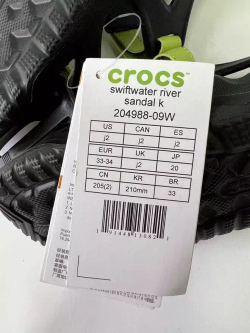 crocs™
swiftwater river
sandal k
204988-09W
US CAN ES
j2 j2 j2
EUR UK JP
33-34 j2 20
CN KR BR
205(2) 210mm 33